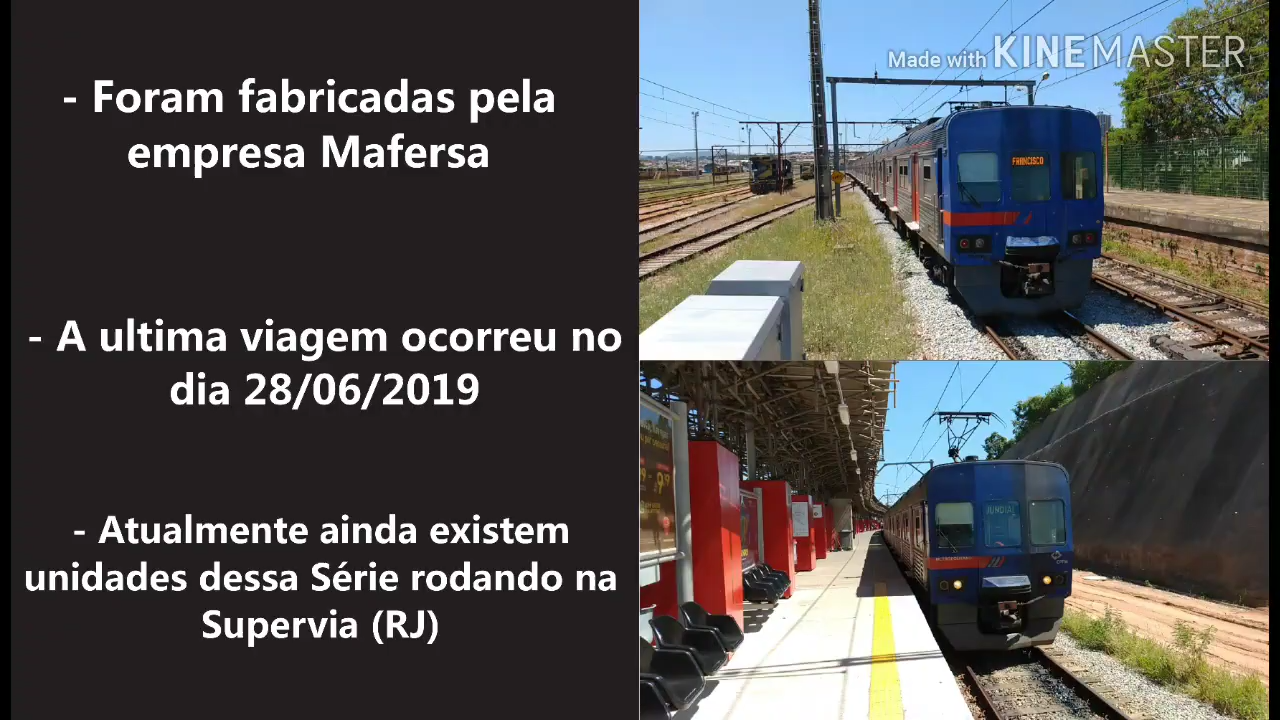 - Foram fabricadas pela
empresa Mafersa
- A ultima viagem ocorreu no
dia 28/06/2019
- Atualmente ainda existem
unidades dessa Série rodando na
Supervia (RJ)
Made with KINEMASTER
FRANCISCO
JUNDIAÍ